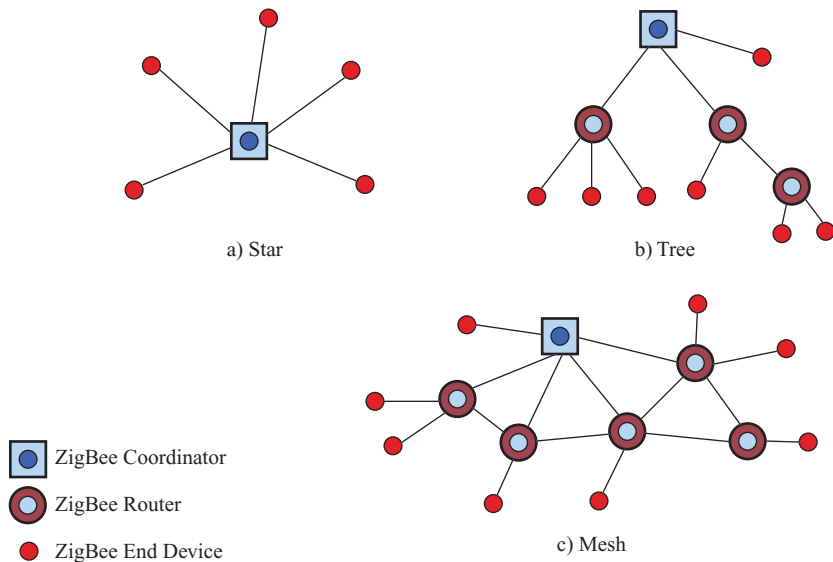 a) Star
b) Tree
ZigBee Coordinator
ZigBee Router
ZigBee End Device
c) Mesh